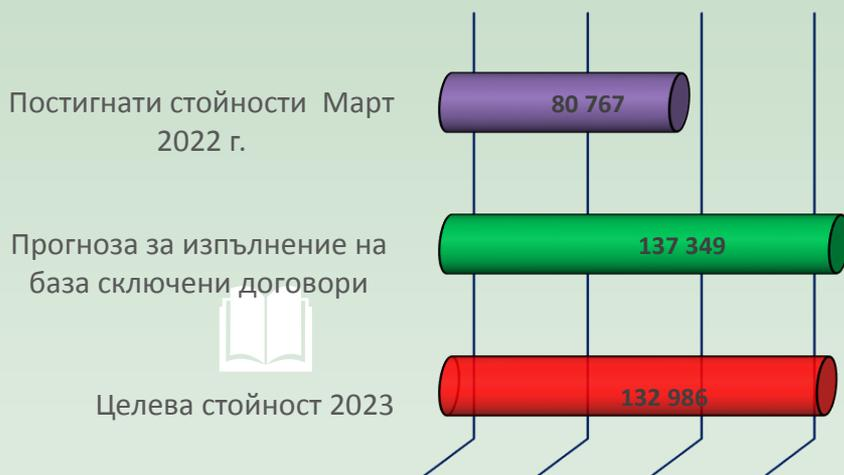 Постигнати стойности  Март
2022 г.
80 767
Прогноза за изпълнение на
база сключени договори
137 349
Целева стойност 2023
132 986